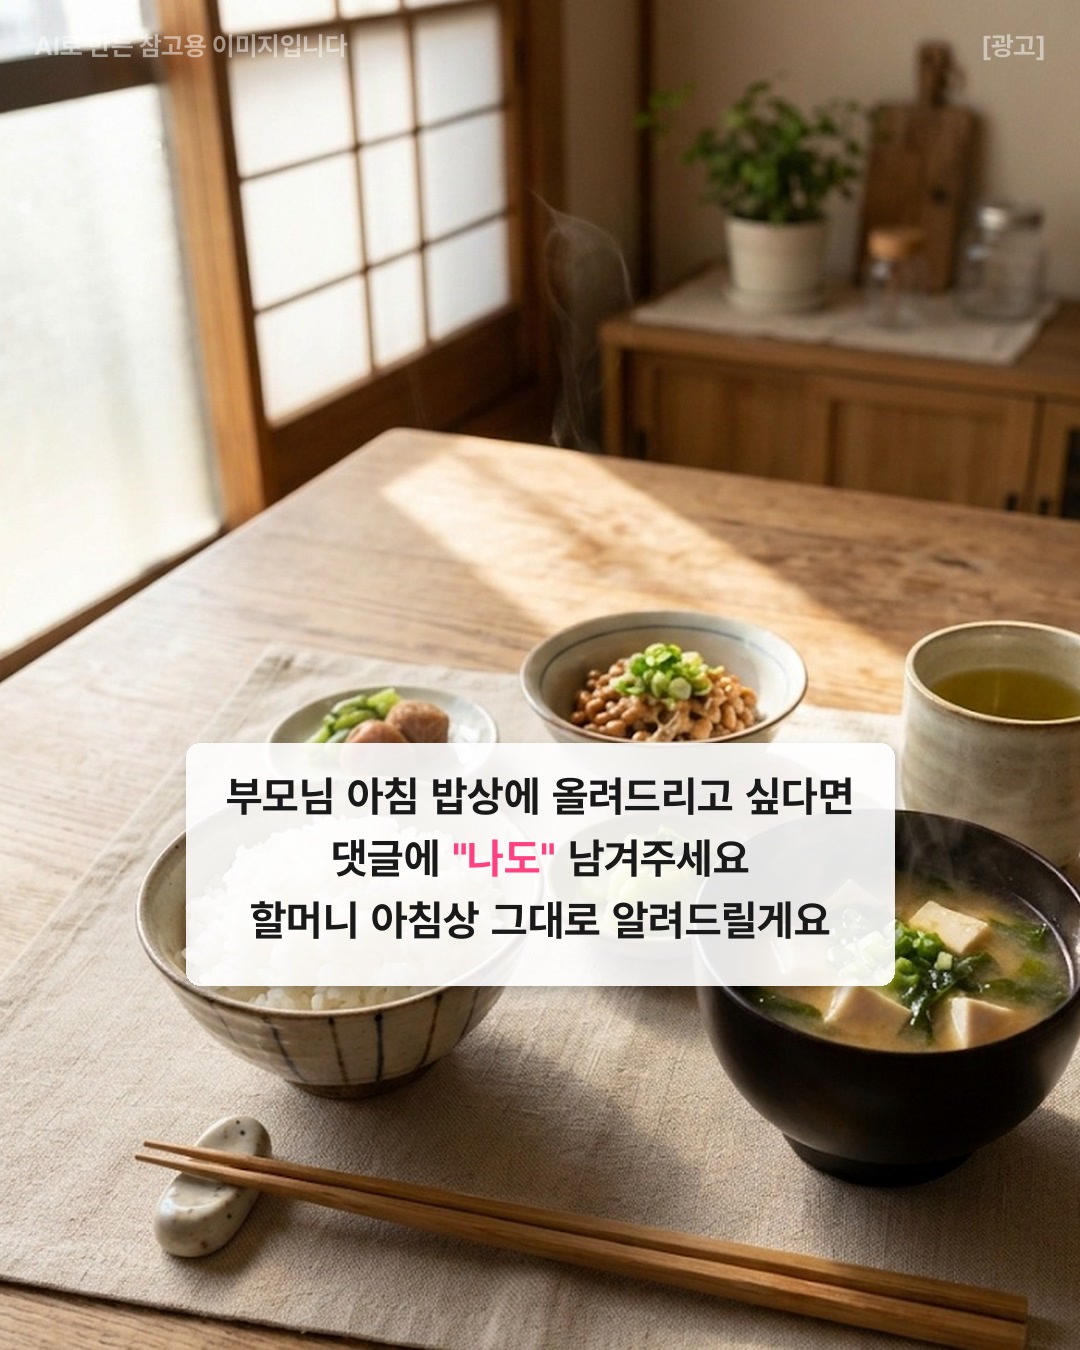 AI로 만든 참고용 이미지입니다
[광고]
부모님 아침 밥상에 올려드리고 싶다면
댓글에 "나도" 남겨주세요
할머니 아침상 그대로 알려드릴게요